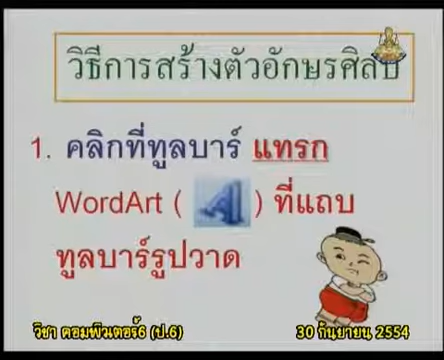 วิธีการสร้างตัวอักษรศิลป์
1. คลิกที่ทูลบาร์ แทรก
WordArt ( A ) ที่แถบ
ทูลบาร์รูปวาด
วิชา คอมพิวเตอร์6 (ป.6)
30 กันยายน 2554